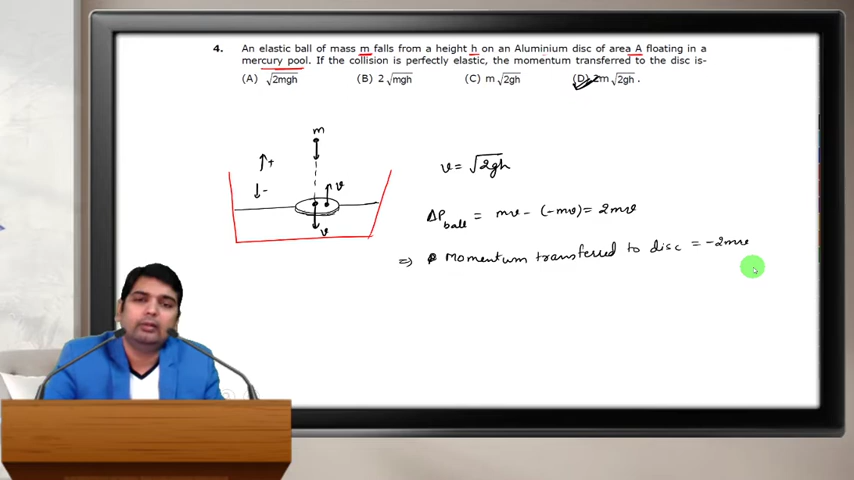 4. An elastic ball of mass m falls from a height h on an Aluminium disc of area A floating in a
mercury pool. If the collision is perfectly elastic, the momentum transferred to the disc is-
(A) √2mgh (B) 2√mgh (C) m√2gh (D) 2m√2gh .
m
↑+
↓-
v
v
v = √2gh
ΔP ball = mv - (-mv) = 2mv
⇒ Momentum transferred to disc = -2mv